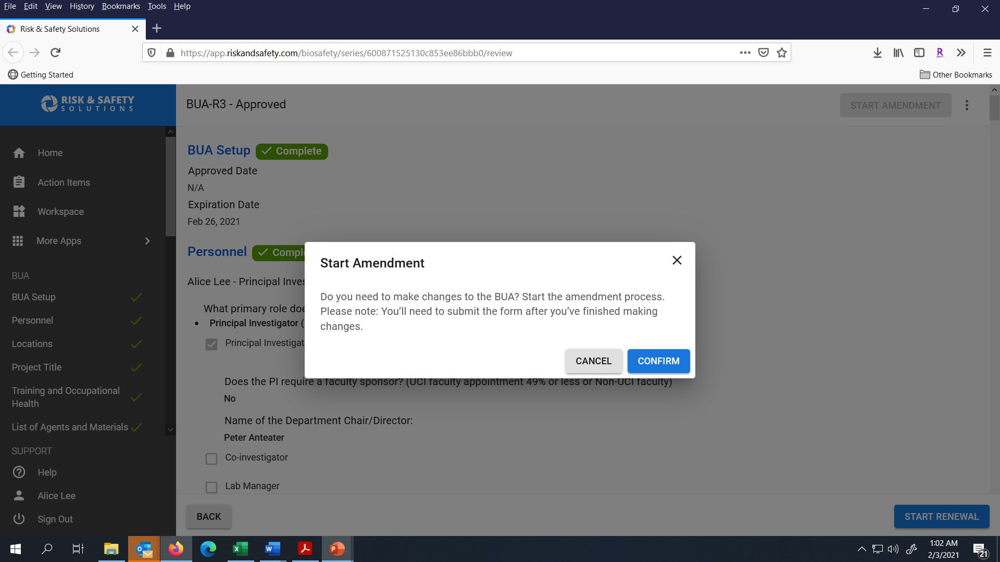 File Edit View History Bookmarks Tools Help
Risk & Safety Solutions
https://app.riskandsafety.com/biosafety/series/600871525130c853ee86bbb0/review
Getting Started
Other Bookmarks
RISK & SAFETY
SOLUTIONS
Home
Action Items
Workspace
More Apps
BUA
BUA Setup
Personnel
Locations
Project Title
Training and Occupational
Health
List of Agents and Materials
SUPPORT
Help
Alice Lee
Sign Out
BUA-R3 - Approved
START AMENDMENT
BUA Setup Complete
Approved Date
N/A
Expiration Date
Feb 26, 2021
Personnel Comple
Alice Lee - Principal Inves
What primary role doe
Principal Investigator (
Principal Investigat
Start Amendment
Do you need to make changes to the BUA? Start the amendment process.
Please note: You’ll need to submit the form after you’ve finished making
changes.
CANCEL CONFIRM
Does the PI require a faculty sponsor? (UCI faculty appointment 49% or less or Non-UCI faculty)
No
Name of the Department Chair/Director:
Peter Anteater
Co-investigator
Lab Manager
BACK
START RENEWAL
1:02 AM
2/3/2021
21